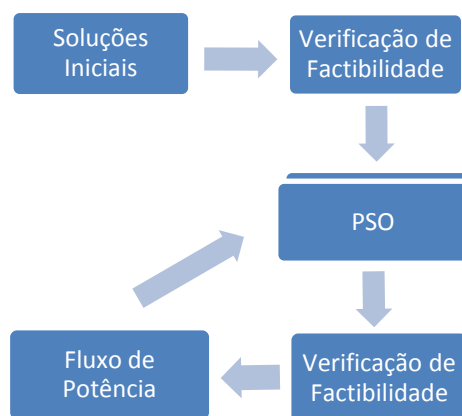 Soluções
Iniciais
Verificação de
Factibilidade
PSO
Verificação de
Factibilidade
Fluxo de
Potência